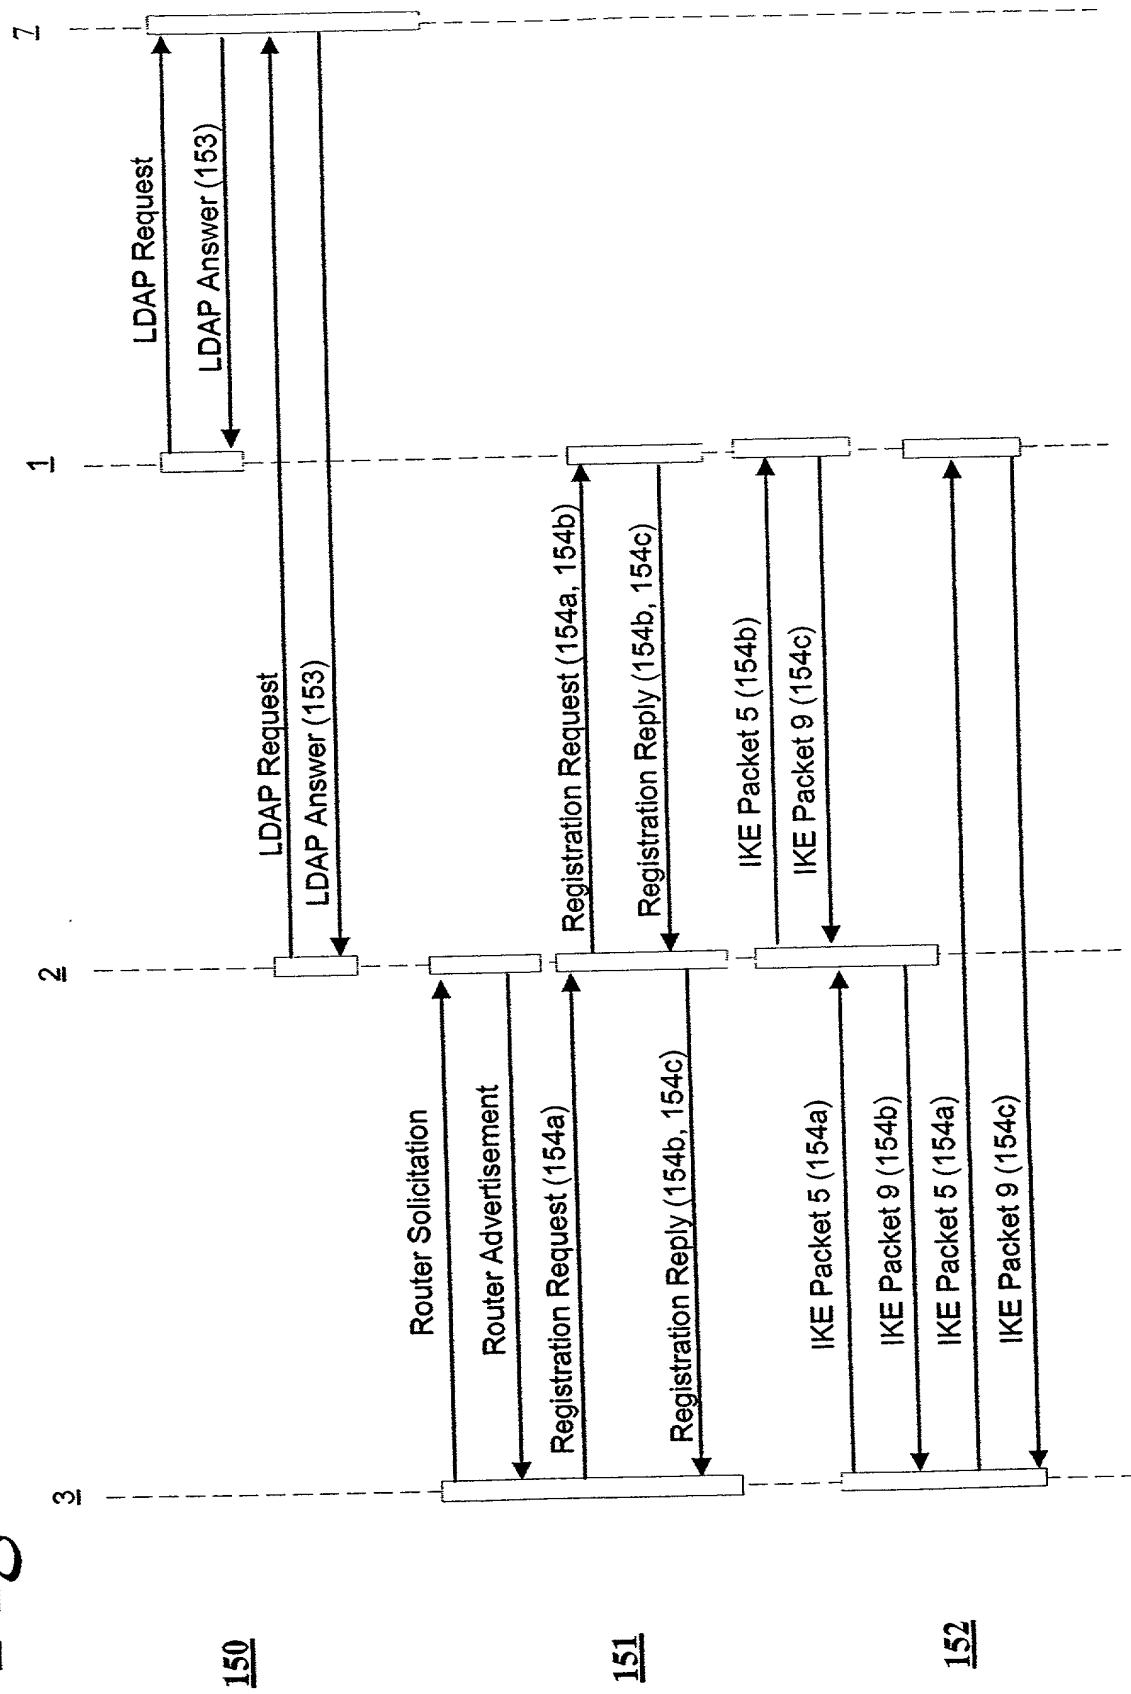 3
2
1
7
150
LDAP Request
LDAP Answer (153)
LDAP Request
LDAP Answer (153)
151
Router Solicitation
Router Advertisement
Registration Request (154a)
Registration Request (154a, 154b)
Registration Reply (154b, 154c)
Registration Reply (154b, 154c)
152
IKE Packet 5 (154b)
IKE Packet 9 (154c)
IKE Packet 5 (154a)
IKE Packet 9 (154b)
IKE Packet 5 (154a)
IKE Packet 9 (154c)